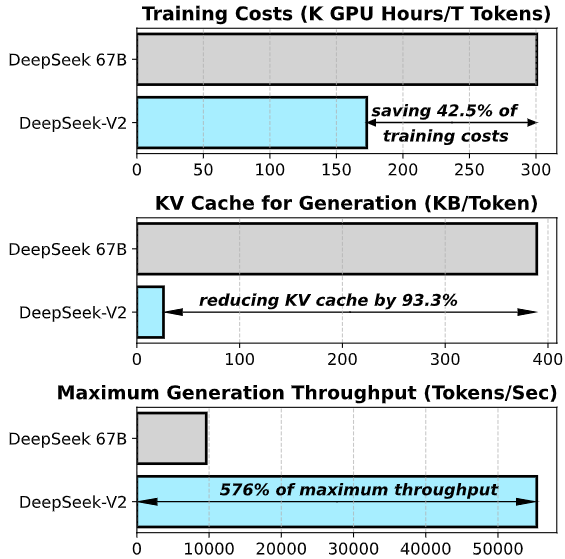 Training Costs (K GPU Hours/T Tokens)
DeepSeek 67B
DeepSeek-V2
saving 42.5% of
training costs
0 50 100 150 200 250 300
KV Cache for Generation (KB/Token)
DeepSeek 67B
DeepSeek-V2
reducing KV cache by 93.3%
0 100 200 300 400
Maximum Generation Throughput (Tokens/Sec)
DeepSeek 67B
DeepSeek-V2
576% of maximum throughput
0 10000 20000 30000 40000 50000